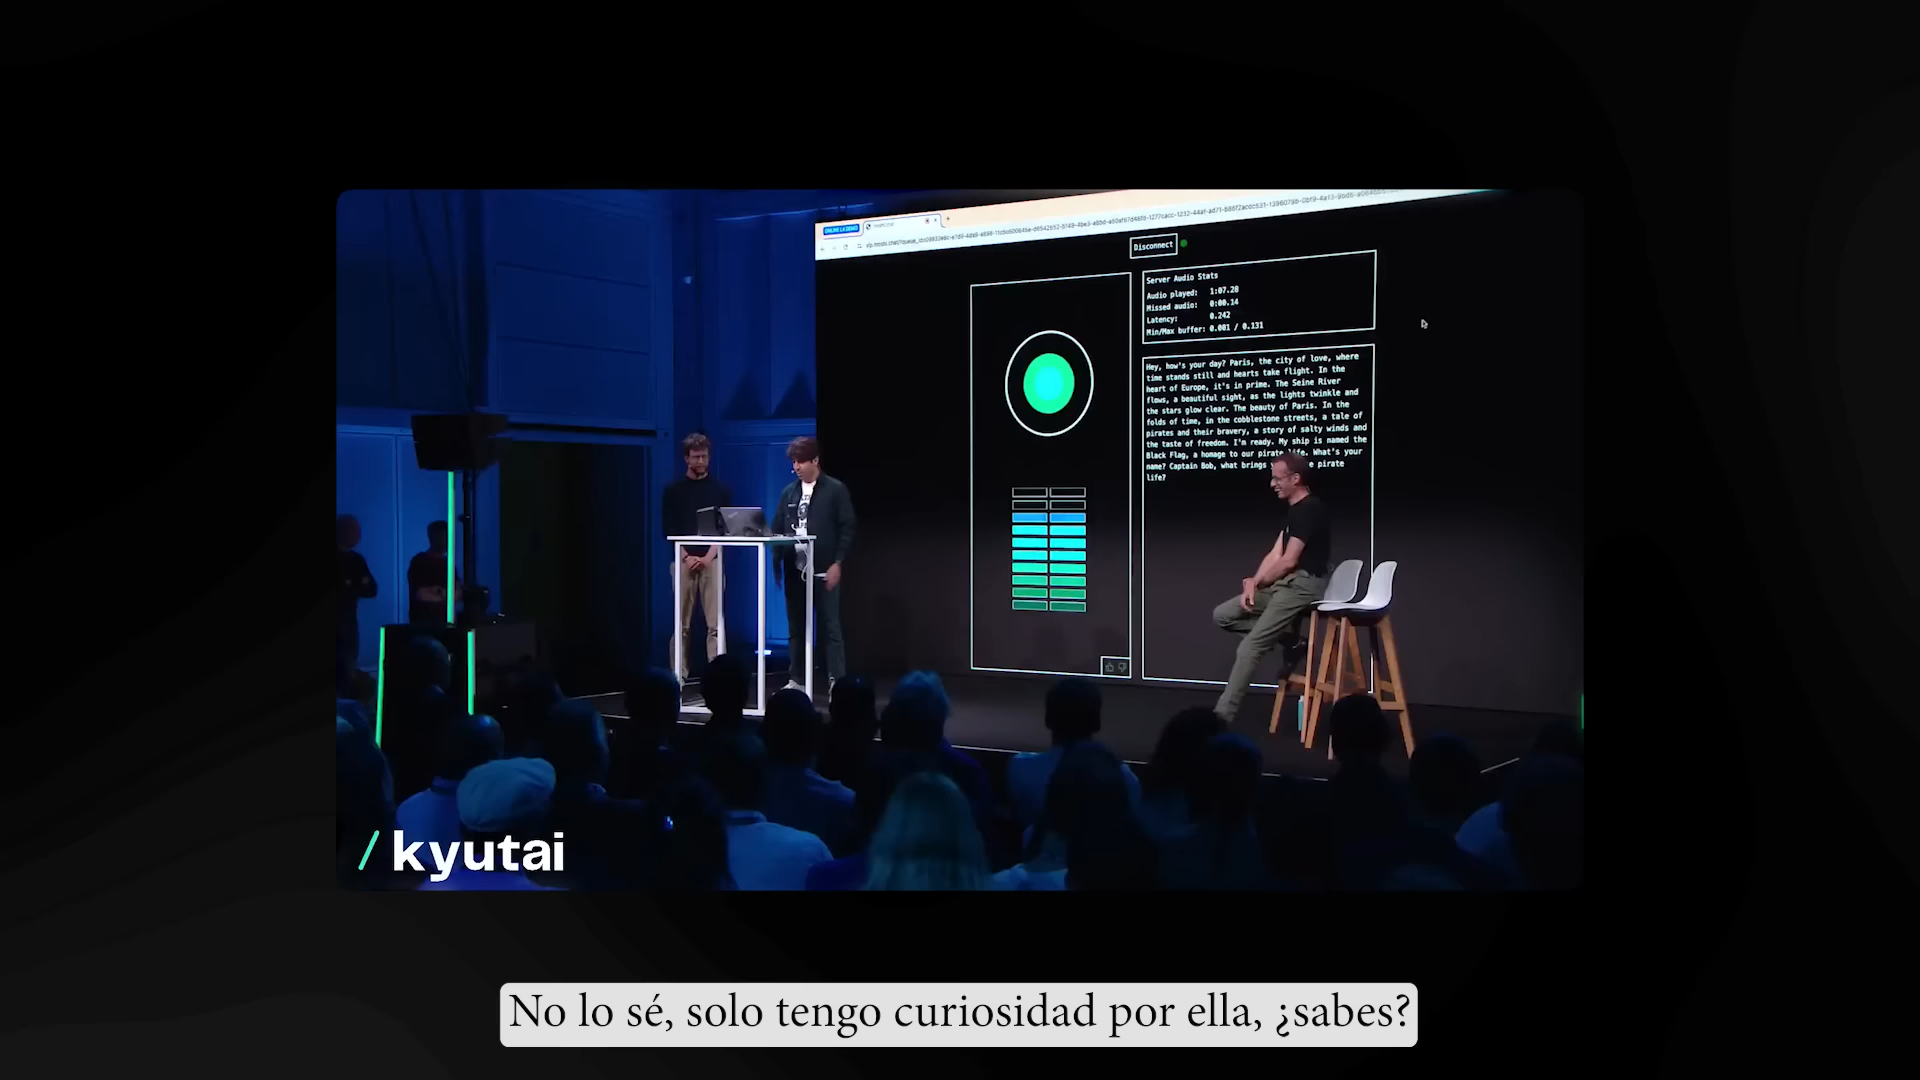 ONLINE LA DEMO
Disconnect
Server Audio Stats
Audio played: 1:07.28
Missed audio: 0:00.14
Latency: 0.242
Min/Max buffer: 0.001 / 0.131
Hey, how's your day? Paris, the city of love, where
time stands still and hearts take flight. In the
heart of Europe, it's in prime. The Seine River
flows, a beautiful sight, as the lights twinkle and
the stars glow clear. The beauty of Paris. In the
folds of time, in the cobblestone streets, a tale of
pirates and their bravery, a story of salty winds and
the taste of freedom. I'm ready. My ship is named the
Black Flag, a homage to our pirate life. What's your
name? Captain Bob, what brings pirate
life?
/ kyutai
No lo sé, solo tengo curiosidad por ella, ¿sabes?